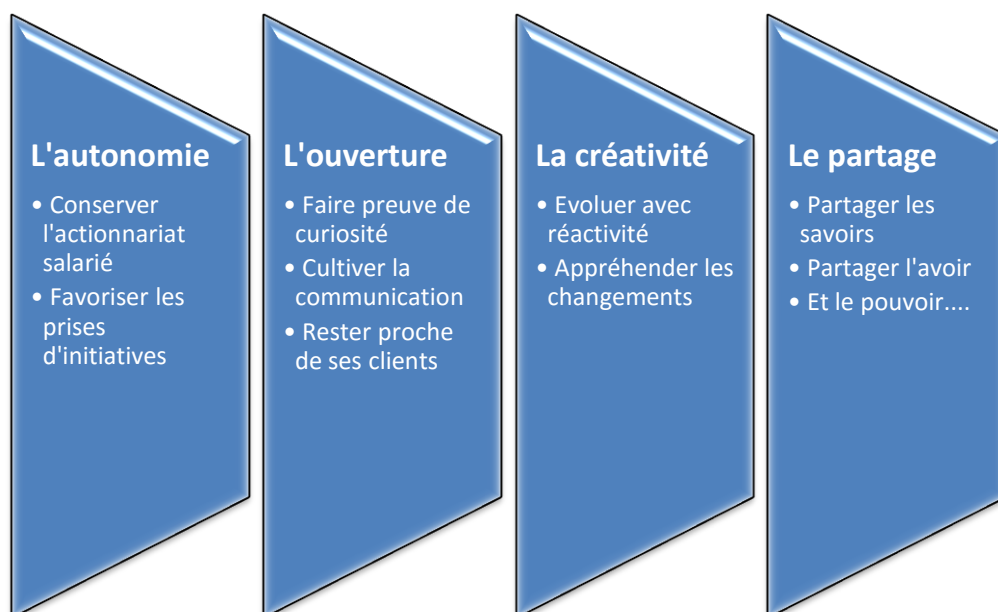 L'autonomie
• Conserver
l'actionnariat
salarié
• Favoriser les
prises
d'initiatives
L'ouverture
• Faire preuve de
curiosité
• Cultiver la
communication
• Rester proche
de ses clients
La créativité
• Evoluer avec
réactivité
• Appréhender les
changements
Le partage
• Partager les
savoirs
• Partager l'avoir
• Et le pouvoir....